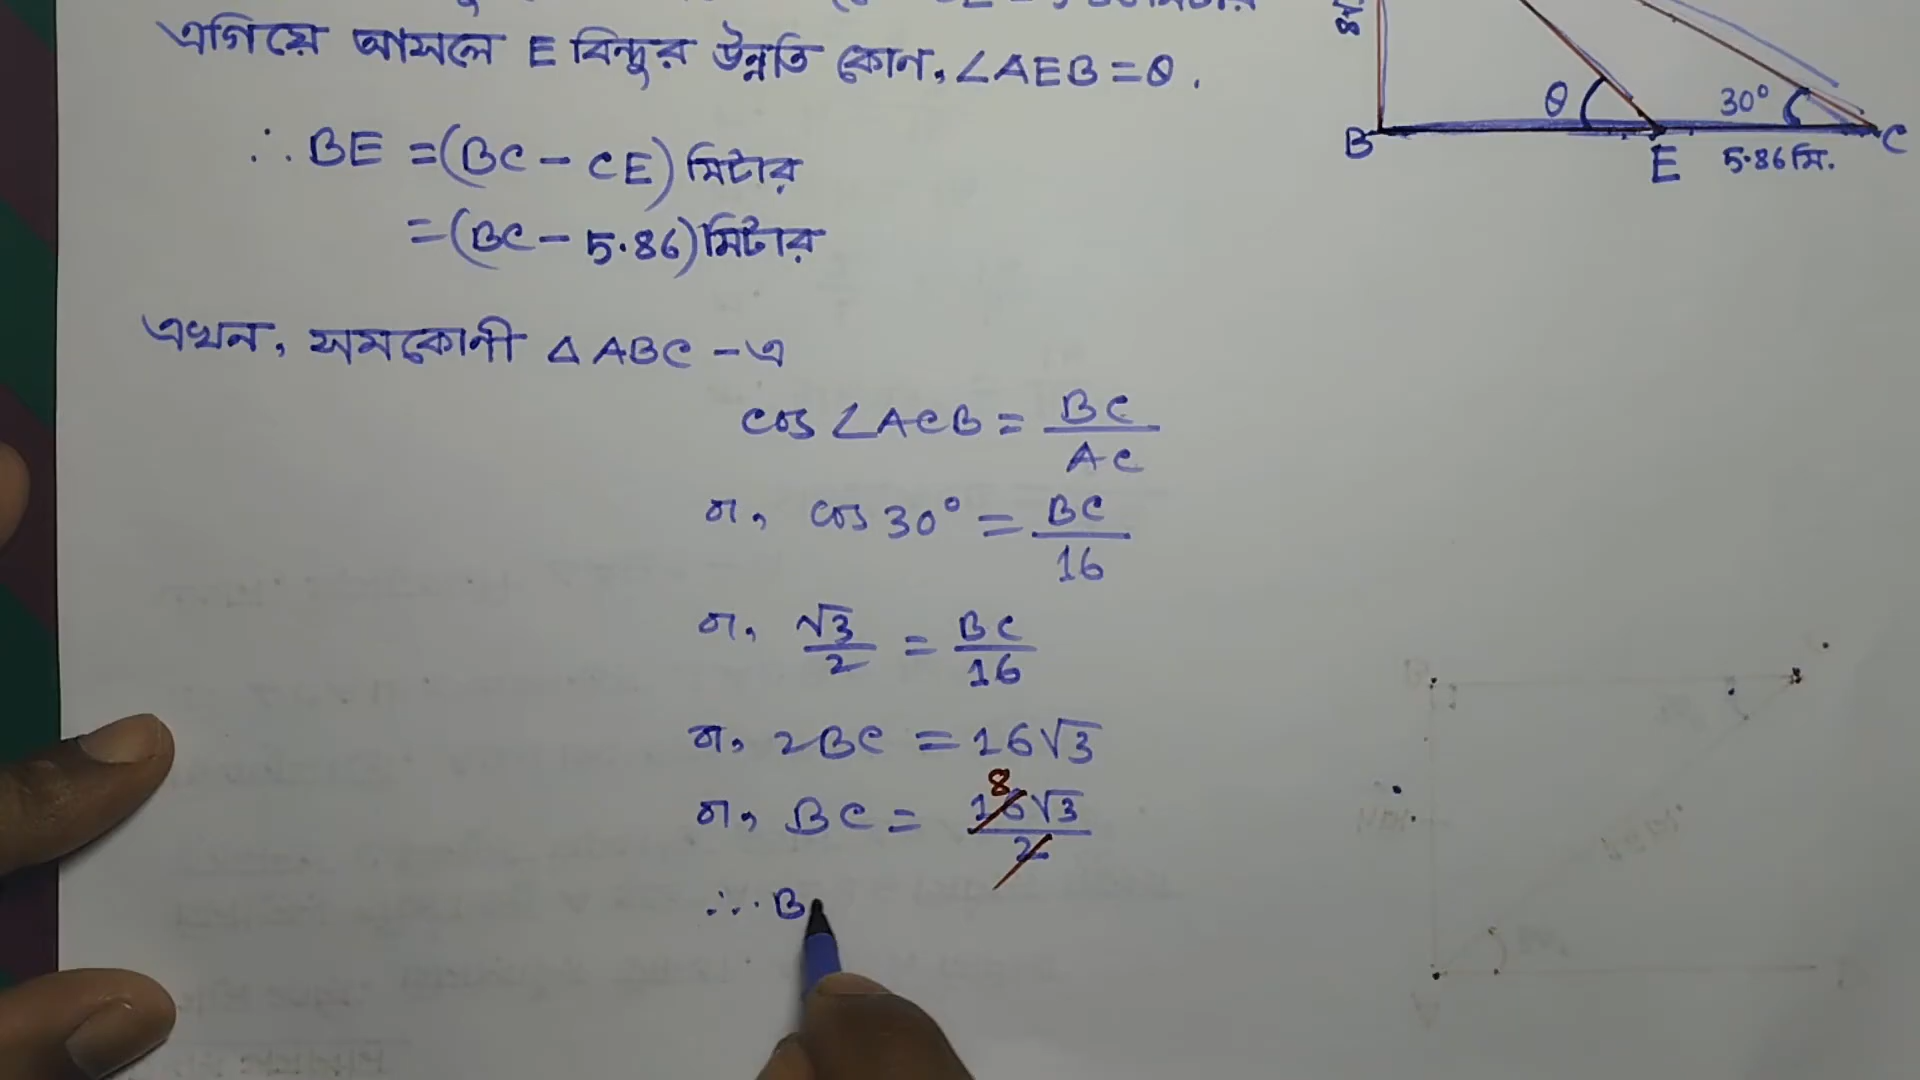 এগিয়ে আসলে E বিন্দুর উন্নতি কোণ, ∠AEB = θ.
∴ BE = (BC − CE) মিটার
= (BC − 5.86) মিটার
এখন, সমকোণী △ ABC - এ
cos ∠ACB = BC/AC
বা, cos 30° = BC/16
বা, √3/2 = BC/16
বা, 2BC = 16√3
8
বা, BC = 16√3/2
∴ B
θ 30°
B E C
5.86 মি.